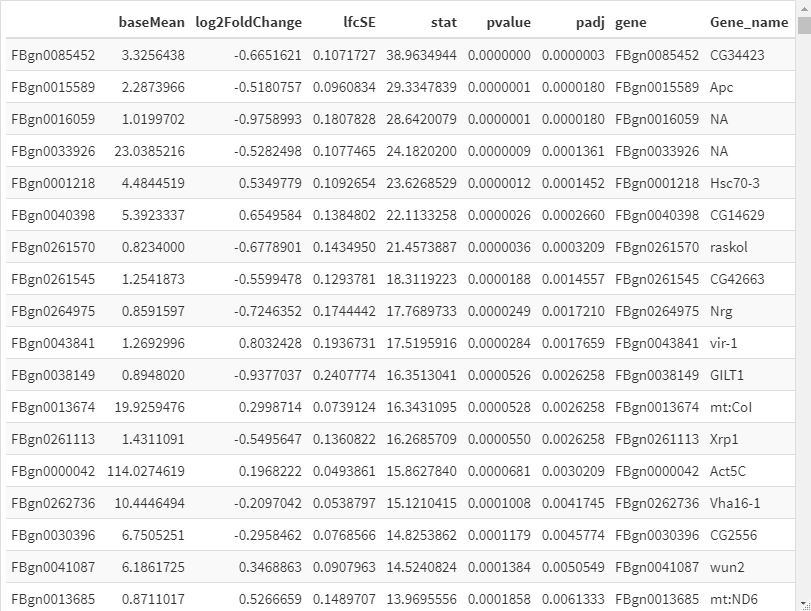 baseMean log2FoldChange lfcSE stat pvalue padj gene Gene_name
FBgn0085452 3.3256438 -0.6651621 0.1071727 38.9634944 0.0000000 0.0000003 FBgn0085452 CG34423
FBgn0015589 2.2873966 -0.5180757 0.0960834 29.3347839 0.0000001 0.0000180 FBgn0015589 Apc
FBgn0016059 1.0199702 -0.9758993 0.1807828 28.6420079 0.0000001 0.0000180 FBgn0016059 NA
FBgn0033926 23.0385216 -0.5282498 0.1077465 24.1820200 0.0000009 0.0001361 FBgn0033926 NA
FBgn0001218 4.4844519 0.5349779 0.1092654 23.6268529 0.0000012 0.0001452 FBgn0001218 Hsc70-3
FBgn0040398 5.3923337 0.6549584 0.1384802 22.1133258 0.0000026 0.0002660 FBgn0040398 CG14629
FBgn0261570 0.8234000 -0.6778901 0.1434950 21.4573887 0.0000036 0.0003209 FBgn0261570 raskol
FBgn0261545 1.2541873 -0.5599478 0.1293781 18.3119223 0.0000188 0.0014557 FBgn0261545 CG42663
FBgn0264975 0.8591597 -0.7246352 0.1744442 17.7689733 0.0000249 0.0017210 FBgn0264975 Nrg
FBgn0043841 1.2692996 0.8032428 0.1936731 17.5195916 0.0000284 0.0017659 FBgn0043841 vir-1
FBgn0038149 0.8948020 -0.9377037 0.2407774 16.3513041 0.0000526 0.0026258 FBgn0038149 GILT1
FBgn0013674 19.9259476 0.2998714 0.0739124 16.3431095 0.0000528 0.0026258 FBgn0013674 mt:CoI
FBgn0261113 1.4311091 -0.5495647 0.1360822 16.2685709 0.0000550 0.0026258 FBgn0261113 Xrp1
FBgn0000042 114.0274619 0.1968222 0.0493861 15.8627840 0.0000681 0.0030209 FBgn0000042 Act5C
FBgn0262736 10.4446494 -0.2097042 0.0538797 15.1210415 0.0001008 0.0041745 FBgn0262736 Vha16-1
FBgn0030396 6.7505251 -0.2958462 0.0768566 14.8253862 0.0001179 0.0045774 FBgn0030396 CG2556
FBgn0041087 6.1861725 0.3468863 0.0907963 14.5240824 0.0001384 0.0050549 FBgn0041087 wun2
FBgn0013685 0.8711017 0.5266659 0.1489707 13.9695556 0.0001858 0.0061333 FBgn0013685 mt:ND6